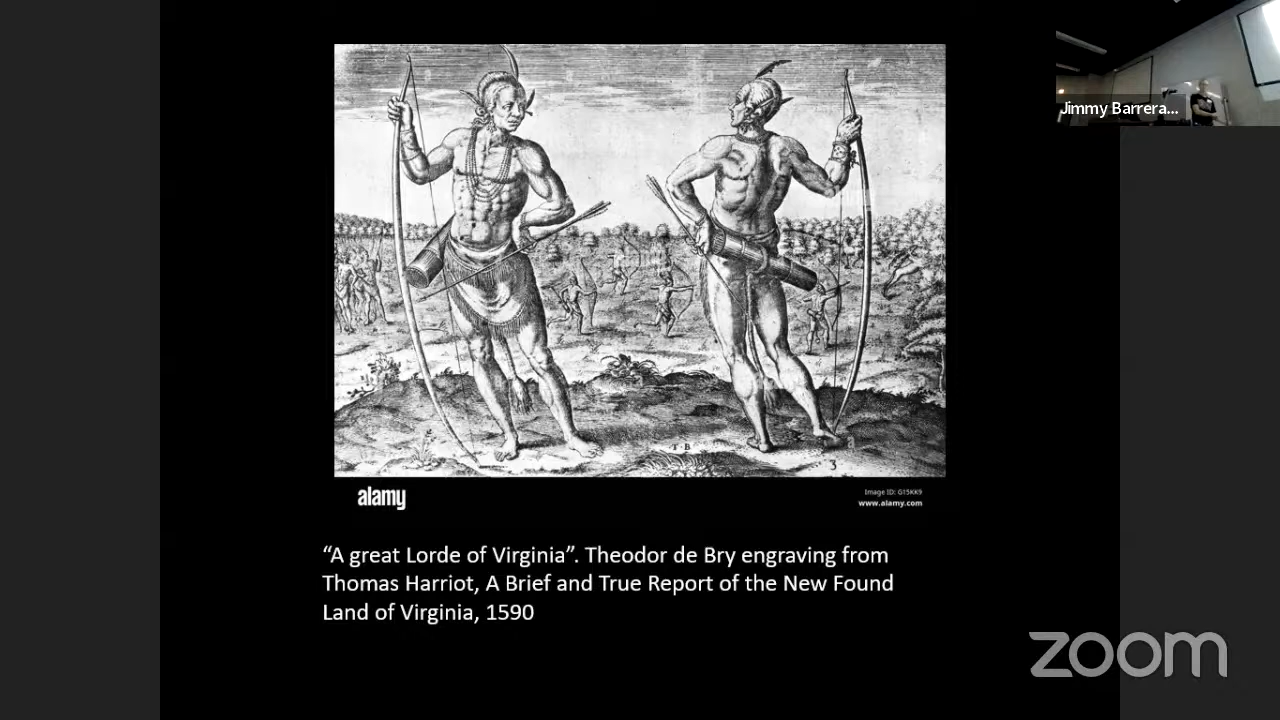 Jimmy Barrera...
T B
3
alamy
Image ID: G15KK9
www.alamy.com
“A great Lorde of Virginia”. Theodor de Bry engraving from
Thomas Harriot, A Brief and True Report of the New Found
Land of Virginia, 1590
zoom